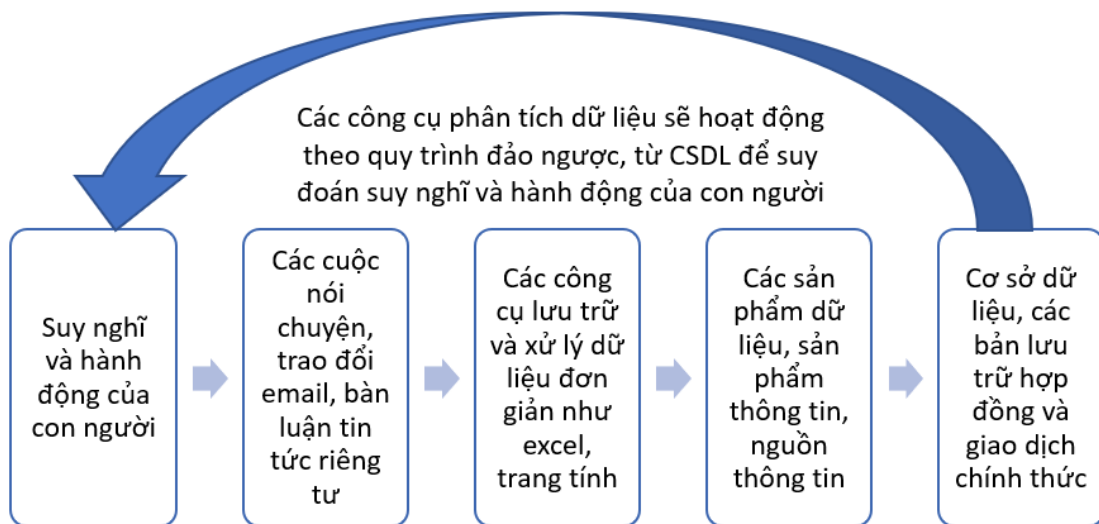 Các công cụ phân tích dữ liệu sẽ hoạt động
theo quy trình đảo ngược, từ CSDL để suy
đoán suy nghĩ và hành động của con người
Suy nghĩ
và hành
động của
con người
Các cuộc
nói
chuyện,
trao đổi
email, bàn
luận tin
tức riêng
tư
Các công
cụ lưu trữ
và xử lý dữ
liệu đơn
giản như
excel,
trang tính
Các sản
phẩm dữ
liệu, sản
phẩm
thông tin,
nguồn
thông tin
Cơ sở dữ
liệu, các
bản lưu
trữ hợp
đồng và
giao dịch
chính thức